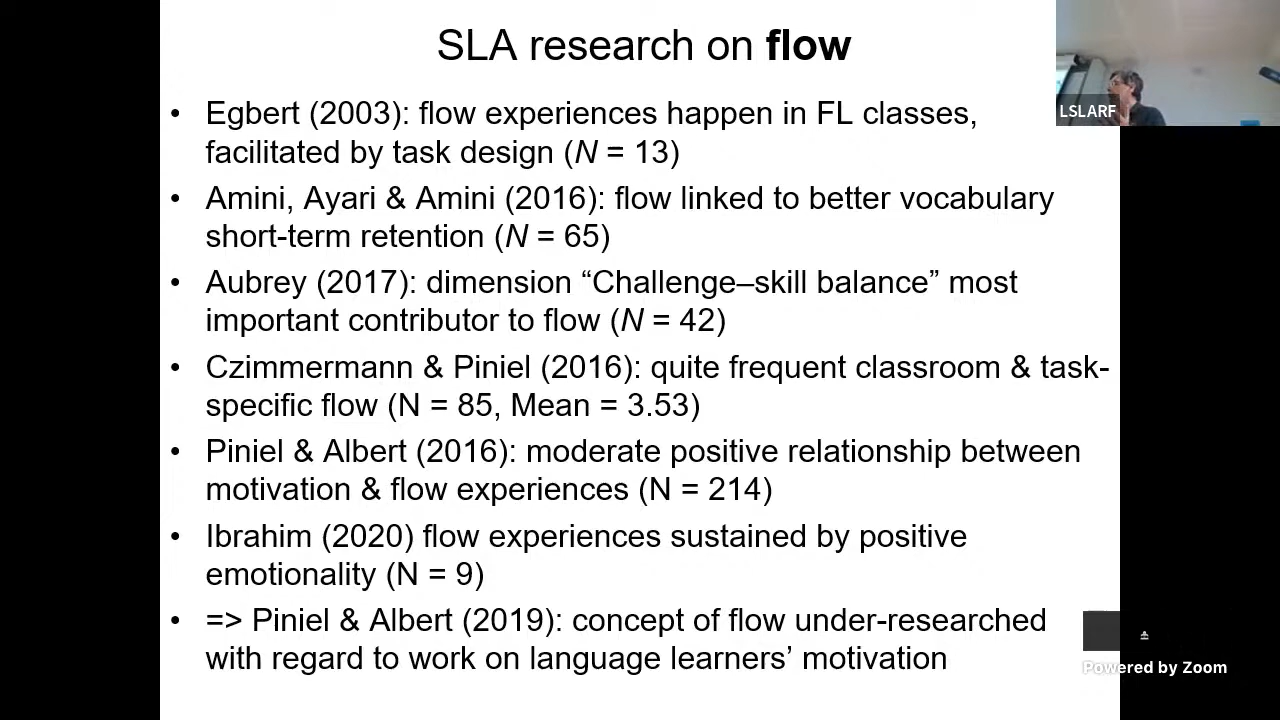 SLA research on flow
• Egbert (2003): flow experiences happen in FL classes,
facilitated by task design (N = 13)
• Amini, Ayari & Amini (2016): flow linked to better vocabulary
short-term retention (N = 65)
• Aubrey (2017): dimension “Challenge–skill balance” most
important contributor to flow (N = 42)
• Czimmermann & Piniel (2016): quite frequent classroom & task-
specific flow (N = 85, Mean = 3.53)
• Piniel & Albert (2016): moderate positive relationship between
motivation & flow experiences (N = 214)
• Ibrahim (2020) flow experiences sustained by positive
emotionality (N = 9)
• => Piniel & Albert (2019): concept of flow under-researched
with regard to work on language learners’ motivation
LSLARF
Powered by Zoom